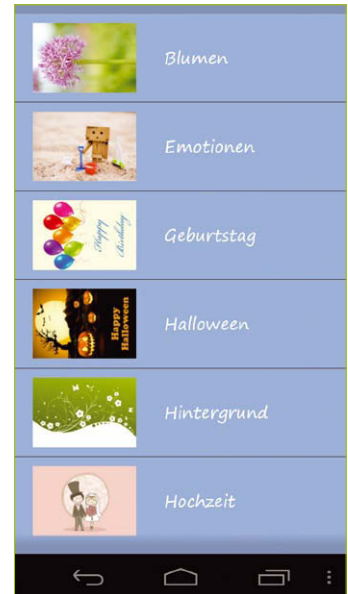 Blumen
Emotionen
Happy
Birthday
Geburtstag
Happy
Halloween
Halloween
Hintergrund
Hochzeit